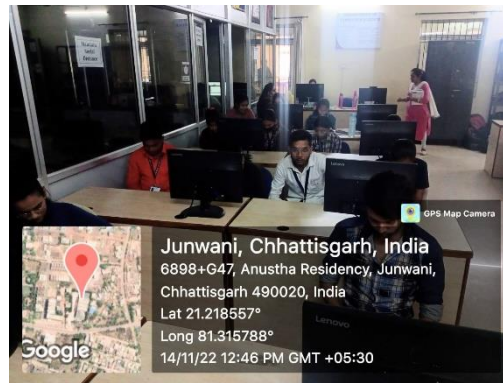 Lenovo
GPS Map Camera
Lenovo
Junwani, Chhattisgarh, India
6898+G47, Anustha Residency, Junwani,
Chhattisgarh 490020, India
Lat 21.218557°
Long 81.315788°
14/11/22 12:46 PM GMT +05:30
Google